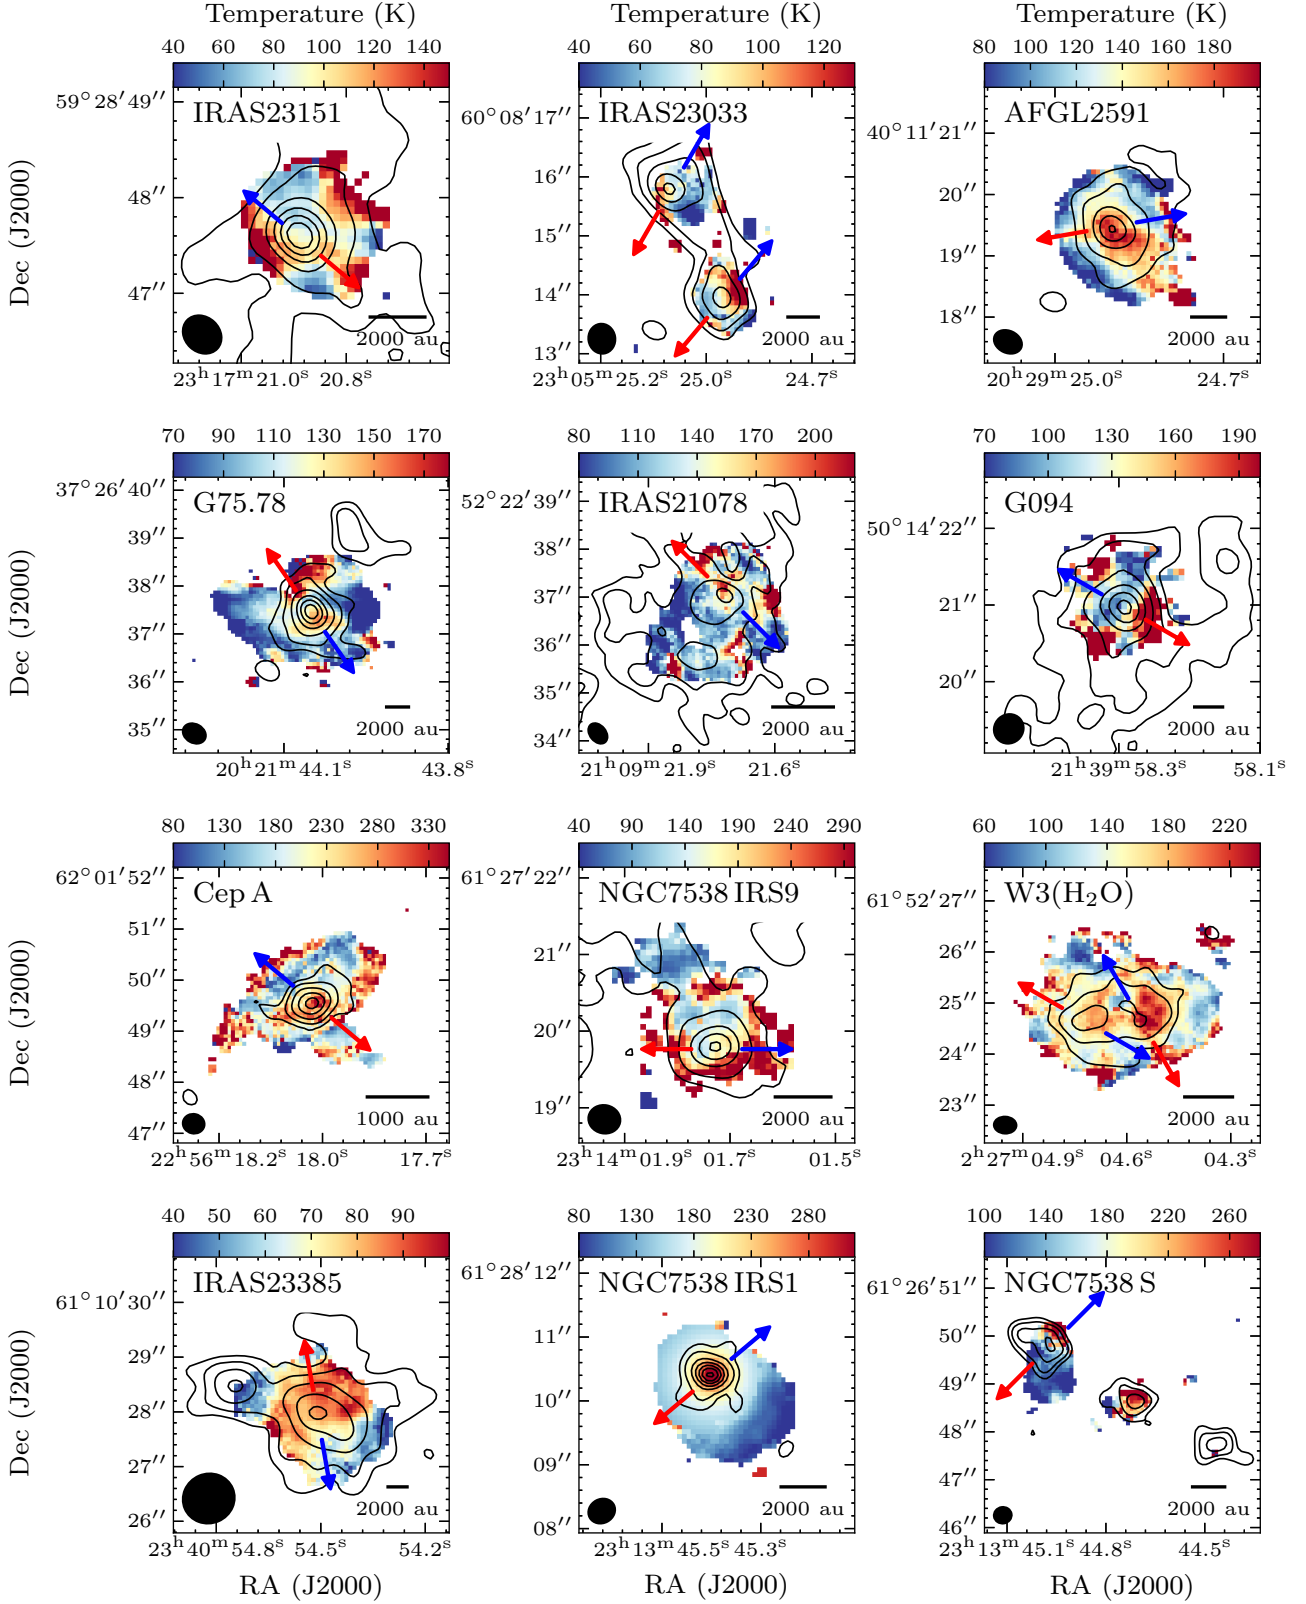 Temperature (K) Temperature (K) Temperature (K)
40 60 80 100 120 140
40 60 80 100 120
80 100 120 140 160 180
IRAS23151
59°28′49′′
48′′
47′′
Dec (J2000)
2000 au
23ʰ17ᵐ21.0ˢ 20.8ˢ
IRAS23033
60°08′17′′
16′′
15′′
14′′
13′′
2000 au
23ʰ05ᵐ25.2ˢ 25.0ˢ 24.7ˢ
AFGL2591
40°11′21′′
20′′
19′′
18′′
2000 au
20ʰ29ᵐ25.0ˢ 24.7ˢ
70 90 110 130 150 170
80 110 140 170 200
70 100 130 160 190
G75.78
37°26′40′′
39′′
38′′
37′′
36′′
35′′
Dec (J2000)
2000 au
20ʰ21ᵐ44.1ˢ 43.8ˢ
IRAS21078
52°22′39′′
38′′
37′′
36′′
35′′
34′′
2000 au
21ʰ09ᵐ21.9ˢ 21.6ˢ
G094
50°14′22′′
21′′
20′′
2000 au
21ʰ39ᵐ58.3ˢ 58.1ˢ
80 130 180 230 280 330
40 90 140 190 240 290
60 100 140 180 220
Cep A
62°01′52′′
51′′
50′′
49′′
48′′
47′′
Dec (J2000)
1000 au
22ʰ56ᵐ18.2ˢ 18.0ˢ 17.7ˢ
NGC7538 IRS9
61°27′22′′
21′′
20′′
19′′
2000 au
23ʰ14ᵐ01.9ˢ 01.7ˢ 01.5ˢ
W3(H₂O)
61°52′27′′
26′′
25′′
24′′
23′′
2000 au
2ʰ27ᵐ04.9ˢ 04.6ˢ 04.3ˢ
40 50 60 70 80 90
80 130 180 230 280
100 140 180 220 260
IRAS23385
61°10′30′′
29′′
28′′
27′′
26′′
Dec (J2000)
2000 au
23ʰ40ᵐ54.8ˢ 54.5ˢ 54.2ˢ
RA (J2000)
NGC7538 IRS1
61°28′12′′
11′′
10′′
09′′
08′′
2000 au
23ʰ13ᵐ45.5ˢ 45.3ˢ
RA (J2000)
NGC7538 S
61°26′51′′
50′′
49′′
48′′
47′′
46′′
2000 au
23ʰ13ᵐ45.1ˢ 44.8ˢ 44.5ˢ
RA (J2000)